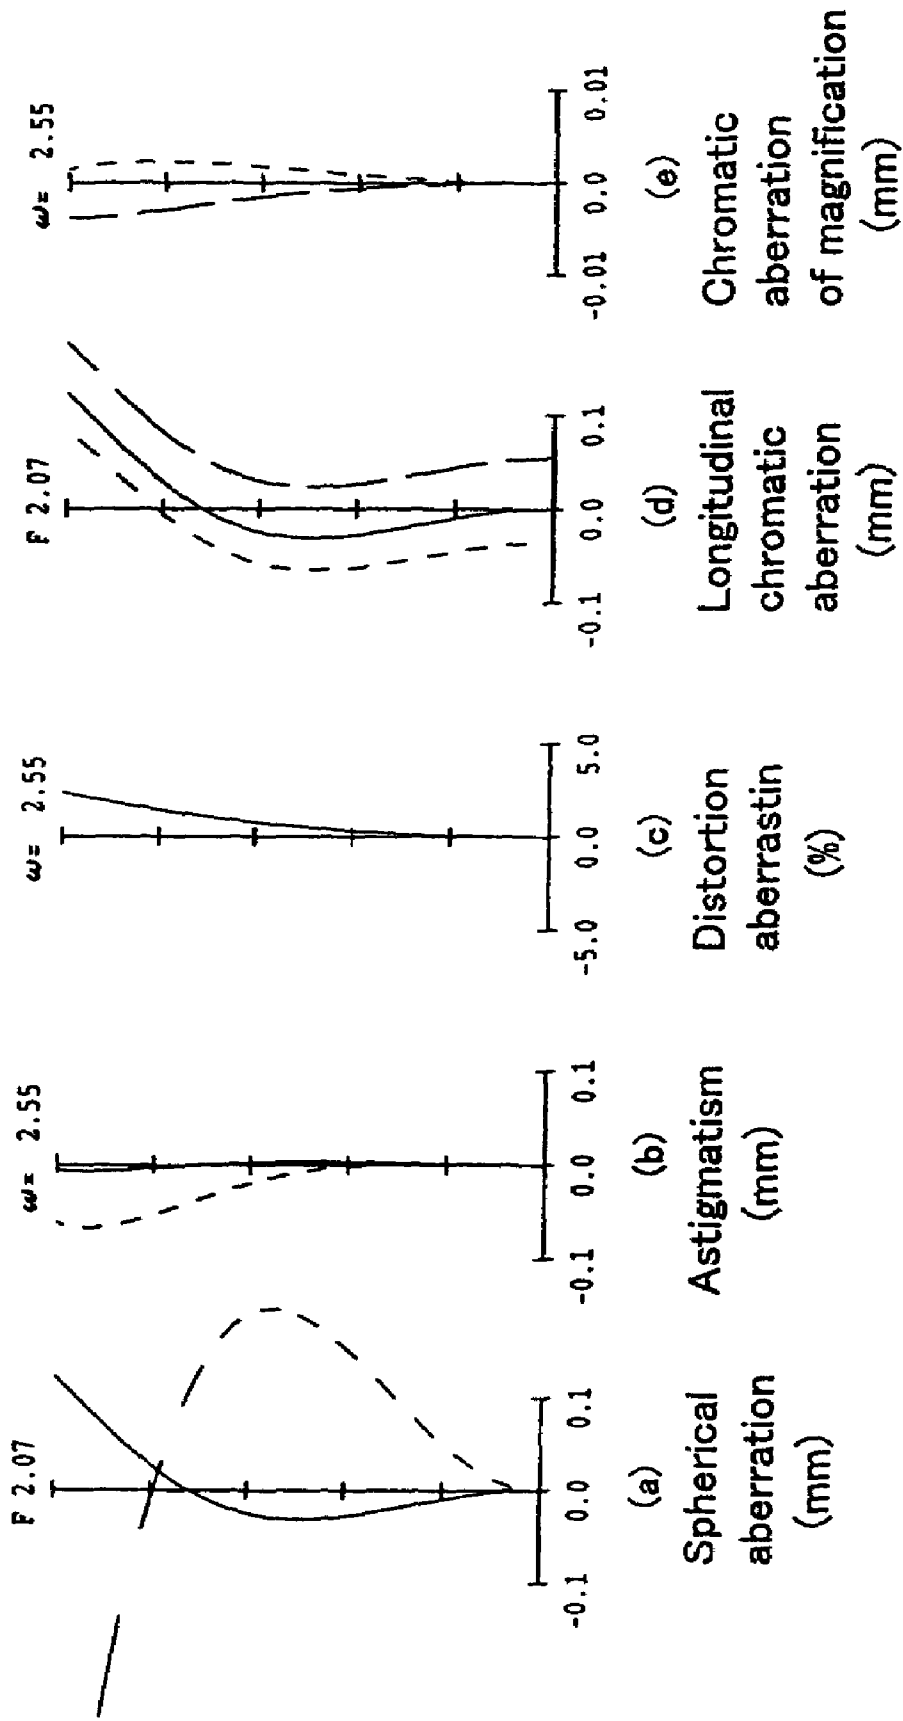 F 2.07
-0.1 0.0 0.1
(a)
Spherical
aberration
(mm)
ω= 2.55
-0.1 0.0 0.1
(b)
Astigmatism
(mm)
ω= 2.55
-5.0 0.0 5.0
(c)
Distortion
aberrastin
(%)
F 2.07
-0.1 0.0 0.1
(d)
Longitudinal
chromatic
aberration
(mm)
ω= 2.55
-0.01 0.0 0.01
(e)
Chromatic
aberration
of magnification
(mm)